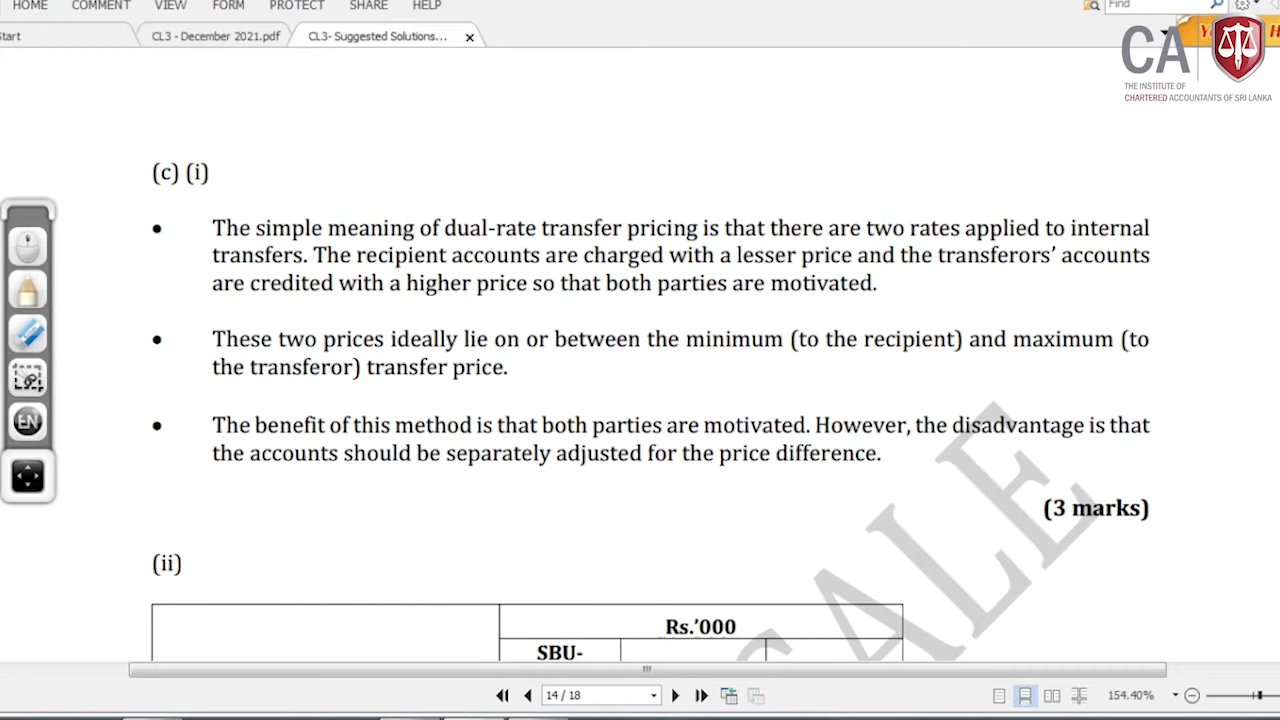 HOME COMMENT VIEW FORM PROTECT SHARE HELP
Find
CL3 - December 2021.pdf CL3- Suggested Solutions...
CA
THE INSTITUTE OF
CHARTERED ACCOUNTANTS OF SRI LANKA
(c) (i)
• The simple meaning of dual-rate transfer pricing is that there are two rates applied to internal
transfers. The recipient accounts are charged with a lesser price and the transferors’ accounts
are credited with a higher price so that both parties are motivated.
• These two prices ideally lie on or between the minimum (to the recipient) and maximum (to
the transferor) transfer price.
• The benefit of this method is that both parties are motivated. However, the disadvantage is that
the accounts should be separately adjusted for the price difference.
(3 marks)
(ii)
Rs.’000
SBU-
EN
14 / 18
154.40%